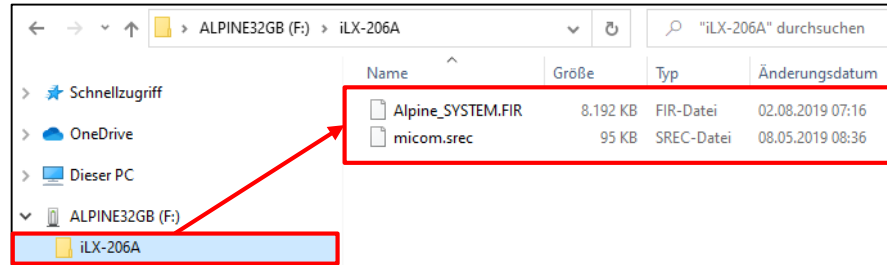 ALPINE32GB (F:) › iLX-206A "iLX-206A" durchsuchen
Name Größe Typ Änderungsdatum
Schnellzugriff
Alpine_SYSTEM.FIR 8.192 KB FIR-Datei 02.08.2019 07:16
OneDrive
micom.srec 95 KB SREC-Datei 08.05.2019 08:36
Dieser PC
ALPINE32GB (F:)
iLX-206A